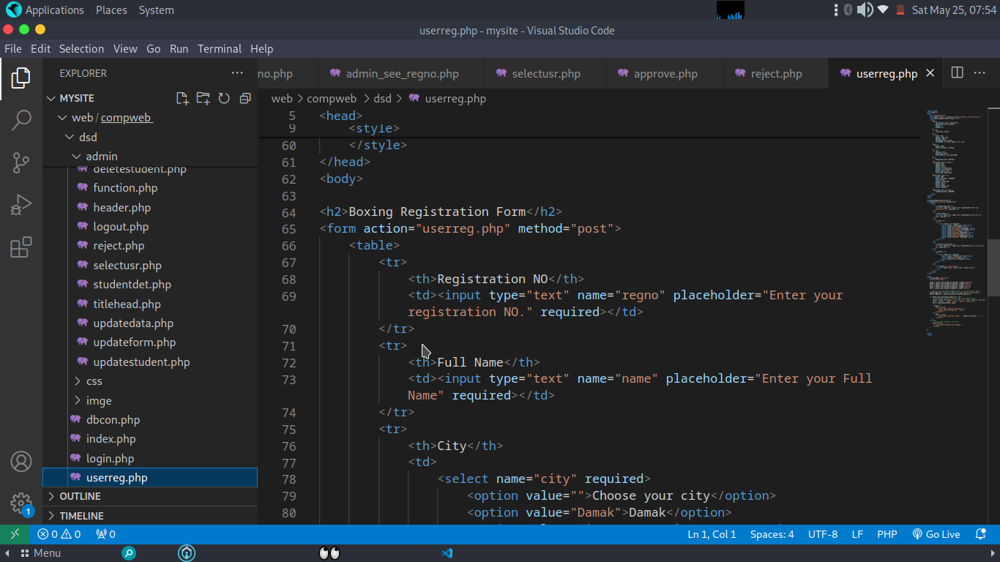 Applications Places System Sat May 25, 07:54
userreg.php - mysite - Visual Studio Code
File Edit Selection View Go Run Terminal Help
EXPLORER ···
no.php admin_see_regno.php selectusr.php approve.php reject.php userreg.php
MYSITE
web > compweb > dsd > userreg.php
web / compweb
dsd
admin
deletestudent.php
function.php
header.php
logout.php
reject.php
selectusr.php
studentdet.php
titlehead.php
updatedata.php
updateform.php
updatestudent.php
css
imge
dbcon.php
index.php
login.php
userreg.php
OUTLINE
TIMELINE
5 <head>
9 <style>
60 </style>
61 </head>
62 <body>
63
64 <h2>Boxing Registration Form</h2>
65 <form action="userreg.php" method="post">
66 <table>
67 <tr>
68 <th>Registration NO</th>
69 <td><input type="text" name="regno" placeholder="Enter your
registration NO." required></td>
70 </tr>
71 <tr>
72 <th>Full Name</th>
73 <td><input type="text" name="name" placeholder="Enter your Full
Name" required></td>
74 </tr>
75 <tr>
76 <th>City</th>
77 <td>
78 <select name="city" required>
79 <option value="">Choose your city</option>
80 <option value="Damak">Damak</option>
1
0 0 0 Ln 1, Col 1 Spaces: 4 UTF-8 LF PHP Go Live
Menu